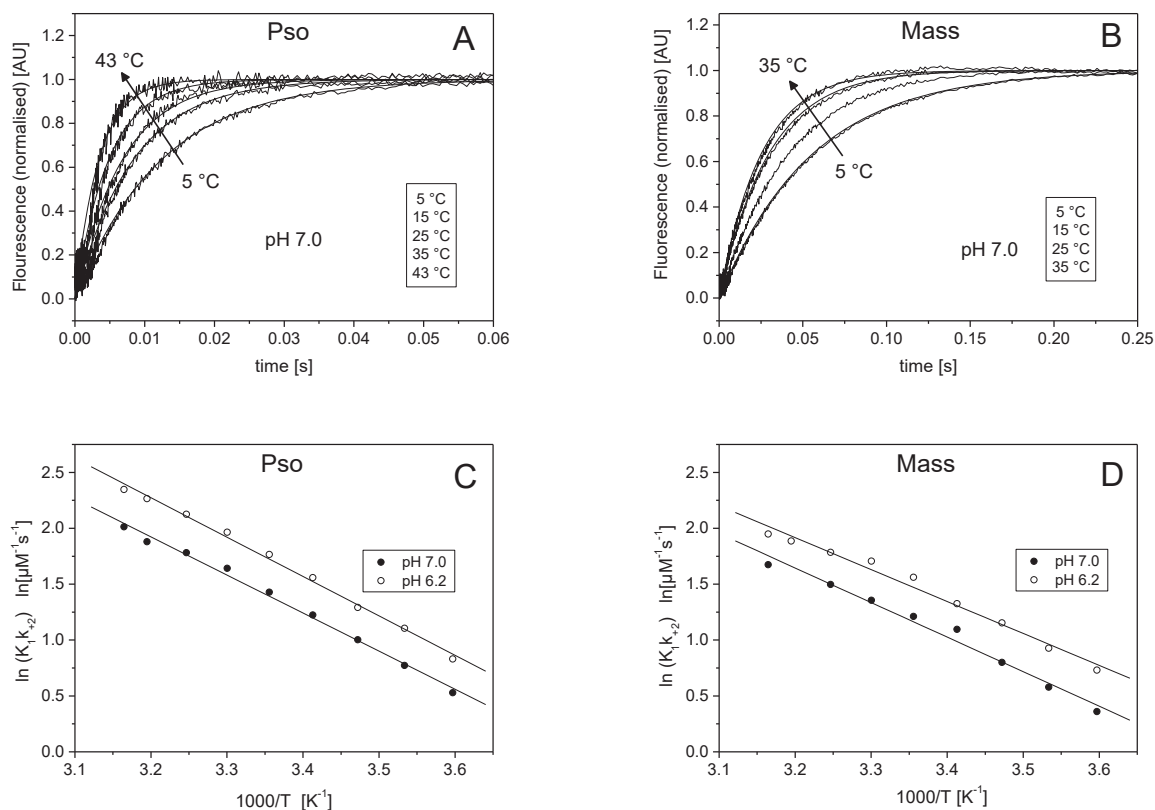 Pso
A
Flourescence (normalised) [AU]
1.2
1.0
0.8
0.6
0.4
0.2
0.0
43 °C
5 °C
pH 7.0
5 °C
15 °C
25 °C
35 °C
43 °C
0.00 0.01 0.02 0.03 0.04 0.05 0.06
time [s]
Mass
B
Fluorescence (normalised) [AU]
1.2
1.0
0.8
0.6
0.4
0.2
0.0
35 °C
5 °C
pH 7.0
5 °C
15 °C
25 °C
35 °C
0.00 0.05 0.10 0.15 0.20 0.25
time [s]
Pso
C
ln (K₁k₊₂) ln[µM⁻¹s⁻¹]
2.5
2.0
1.5
1.0
0.5
0.0
pH 7.0
pH 6.2
3.1 3.2 3.3 3.4 3.5 3.6
1000/T [K⁻¹]
Mass
D
ln (K₁k₊₂) ln[µM⁻¹s⁻¹]
2.5
2.0
1.5
1.0
0.5
0.0
pH 7.0
pH 6.2
3.1 3.2 3.3 3.4 3.5 3.6
1000/T [K⁻¹]